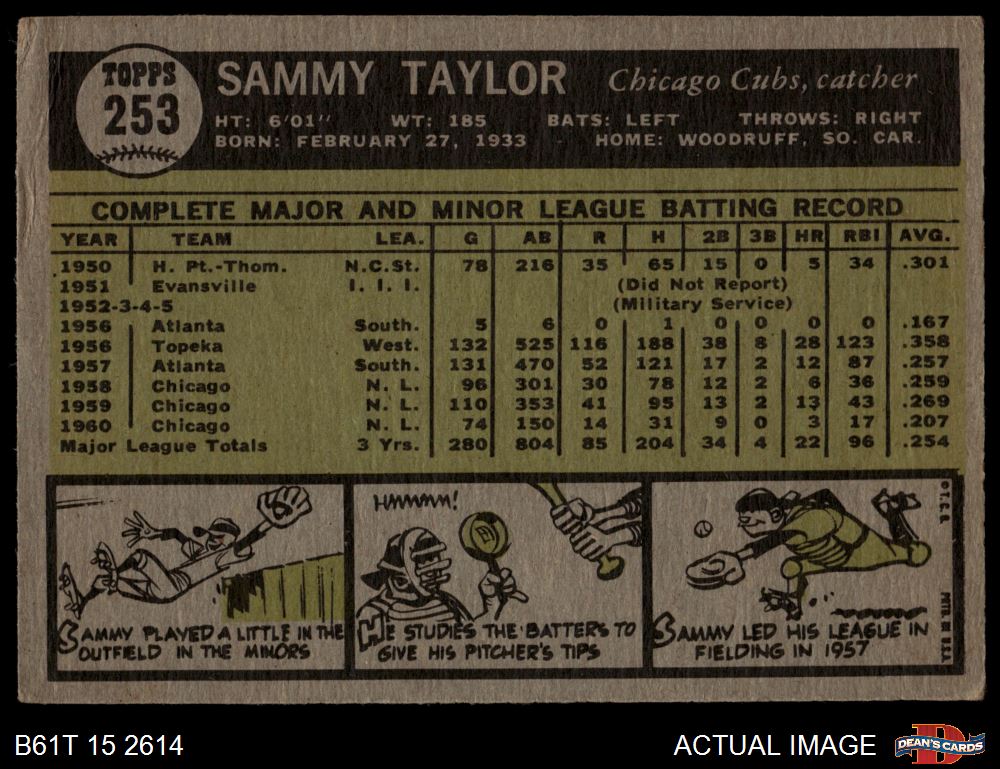 TOPPS
253
SAMMY TAYLOR Chicago Cubs, catcher
HT: 6'01" WT: 185 BATS: LEFT THROWS: RIGHT
BORN: FEBRUARY 27, 1933 - HOME: WOODRUFF, SO. CAR.
COMPLETE MAJOR AND MINOR LEAGUE BATTING RECORD
YEAR TEAM LEA. G AB R H 2B 3B HR RBI AVG.
1950 H. Pt.-Thom. N.C.St. 78 216 35 65 15 0 5 34 .301
1951 Evansville I. I. I. (Did Not Report)
1952-3-4-5 (Military Service)
1956 Atlanta South. 5 6 0 1 0 0 0 0 .167
1956 Topeka West. 132 525 116 188 38 8 28 123 .358
1957 Atlanta South. 131 470 52 121 17 2 12 87 .257
1958 Chicago N. L. 96 301 30 78 12 2 6 36 .259
1959 Chicago N. L. 110 353 41 95 13 2 13 43 .269
1960 Chicago N. L. 74 150 14 31 9 0 3 17 .207
Major League Totals 3 Yrs. 280 804 85 204 34 4 22 96 .254
SAMMY PLAYED A LITTLE IN THE
OUTFIELD IN THE MINORS
HMMMM!
HE STUDIES THE BATTERS TO
GIVE HIS PITCHER'S TIPS
SAMMY LED HIS LEAGUE IN
FIELDING IN 1957
© T.C.G.
PRTD. IN U.S.A.
B61T 15 2614
ACTUAL IMAGE
D
DEAN'S CARDS